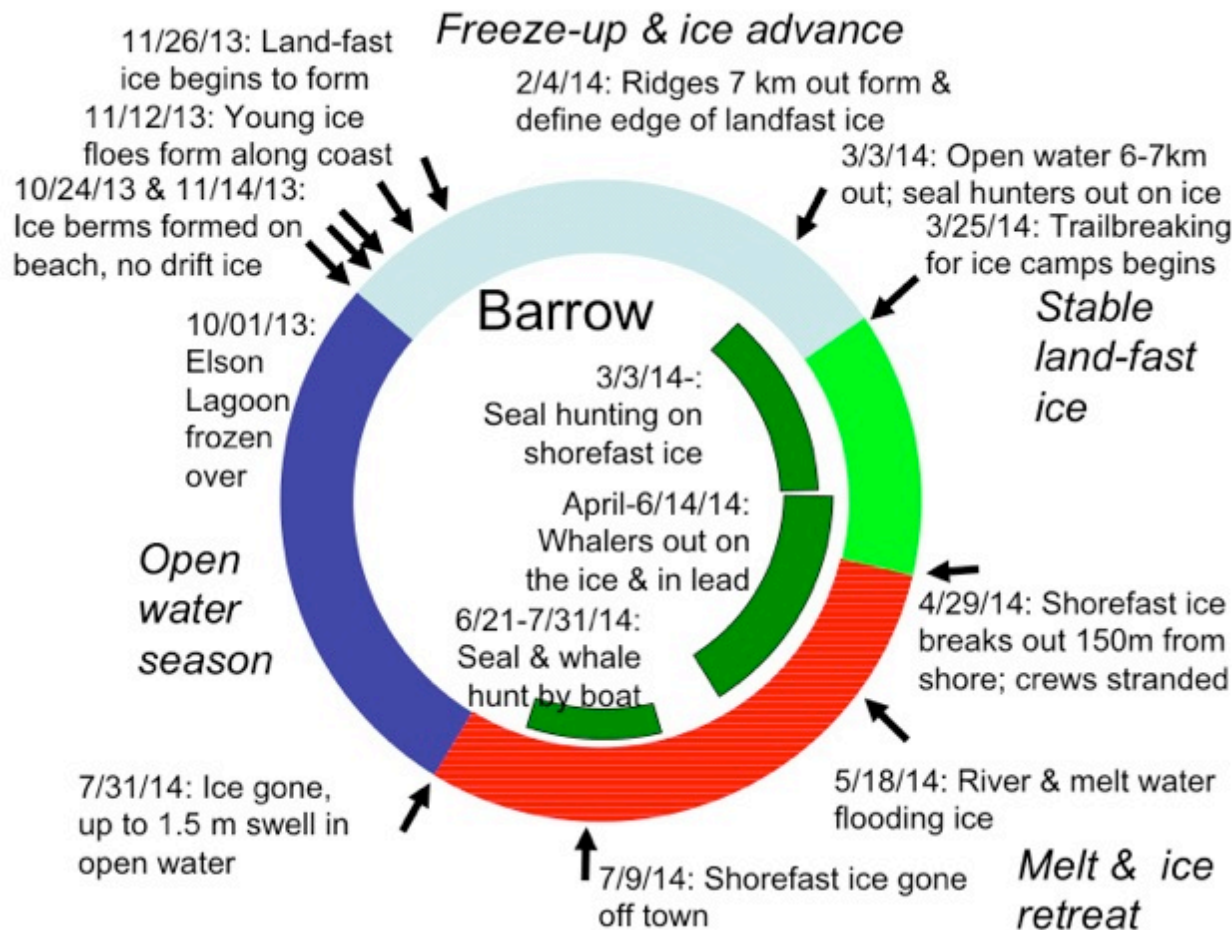 Freeze-up & ice advance
11/26/13: Land-fast
ice begins to form
11/12/13: Young ice
floes form along coast
10/24/13 & 11/14/13:
Ice berms formed on
beach, no drift ice
2/4/14: Ridges 7 km out form &
define edge of landfast ice
3/3/14: Open water 6-7km
out; seal hunters out on ice
3/25/14: Trailbreaking
for ice camps begins
Stable
land-fast
ice
Barrow
10/01/13:
Elson
Lagoon
frozen
over
3/3/14-:
Seal hunting on
shorefast ice
April-6/14/14:
Whalers out on
the ice & in lead
6/21-7/31/14:
Seal & whale
hunt by boat
Open
water
season
4/29/14: Shorefast ice
breaks out 150m from
shore; crews stranded
5/18/14: River & melt water
flooding ice
7/31/14: Ice gone,
up to 1.5 m swell in
open water
7/9/14: Shorefast ice gone
off town
Melt & ice
retreat